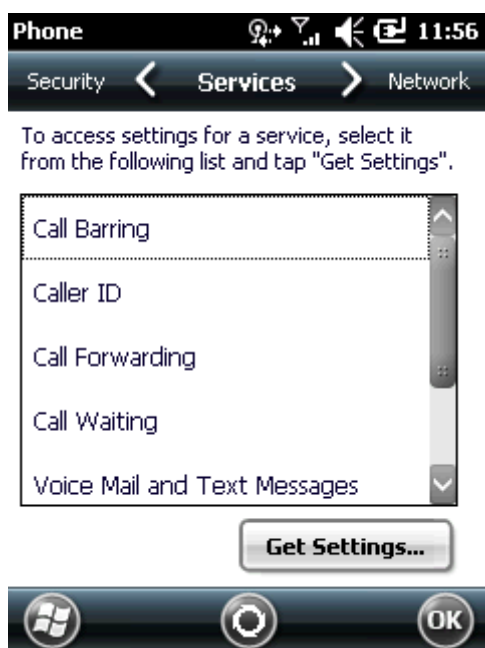 Phone 11:56
Security Services Network
To access settings for a service, select it
from the following list and tap "Get Settings".
Call Barring
Caller ID
Call Forwarding
Call Waiting
Voice Mail and Text Messages
Get Settings...
OK